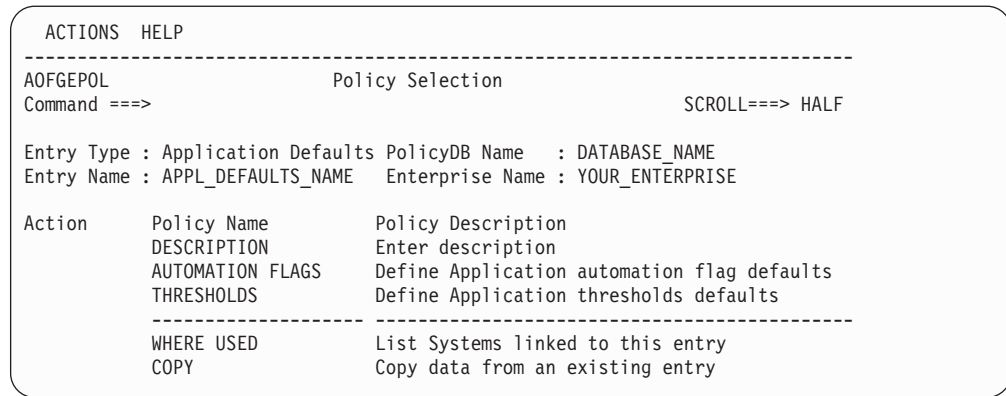 ACTIONS HELP
------------------------------------------------------------------------------
AOFGEPOL Policy Selection
Command ===> SCROLL===> HALF
Entry Type : Application Defaults PolicyDB Name : DATABASE_NAME
Entry Name : APPL_DEFAULTS_NAME Enterprise Name : YOUR_ENTERPRISE
Action Policy Name Policy Description
DESCRIPTION Enter description
AUTOMATION FLAGS Define Application automation flag defaults
THRESHOLDS Define Application thresholds defaults
-------------------- ---------------------------------------------
WHERE USED List Systems linked to this entry
COPY Copy data from an existing entry